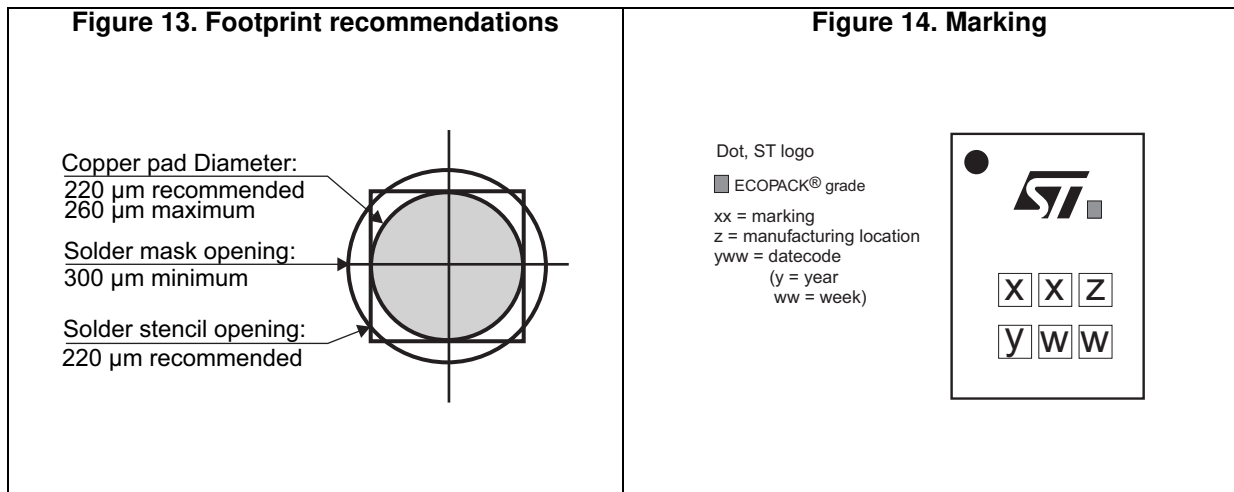 Figure 13. Footprint recommendations
Copper pad Diameter:
220 µm recommended
260 µm maximum
Solder mask opening:
300 µm minimum
Solder stencil opening:
220 µm recommended
Figure 14. Marking
Dot, ST logo
ECOPACK® grade
xx = marking
z = manufacturing location
yww = datecode
(y = year
ww = week)
ST
x x z
y w w